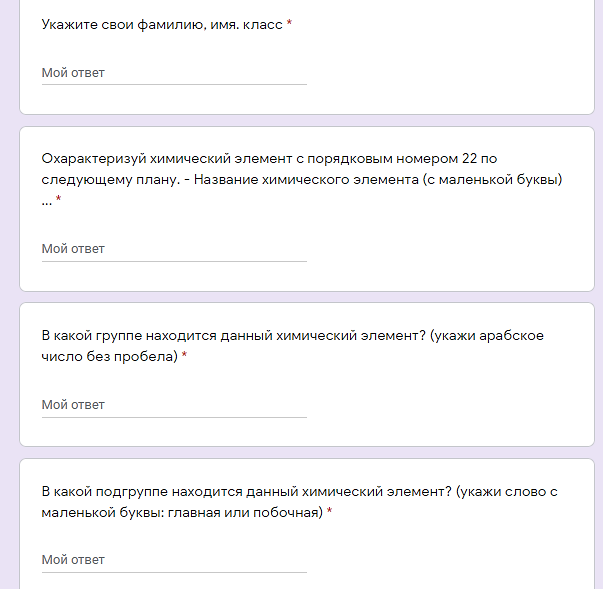 Укажите свои фамилию, имя. класс *
Мой ответ
Охарактеризуй химический элемент с порядковым номером 22 по
следующему плану. - Название химического элемента (с маленькой буквы)
... *
Мой ответ
В какой группе находится данный химический элемент? (укажи арабское
число без пробела) *
Мой ответ
В какой подгруппе находится данный химический элемент? (укажи слово с
маленькой буквы: главная или побочная) *
Мой ответ